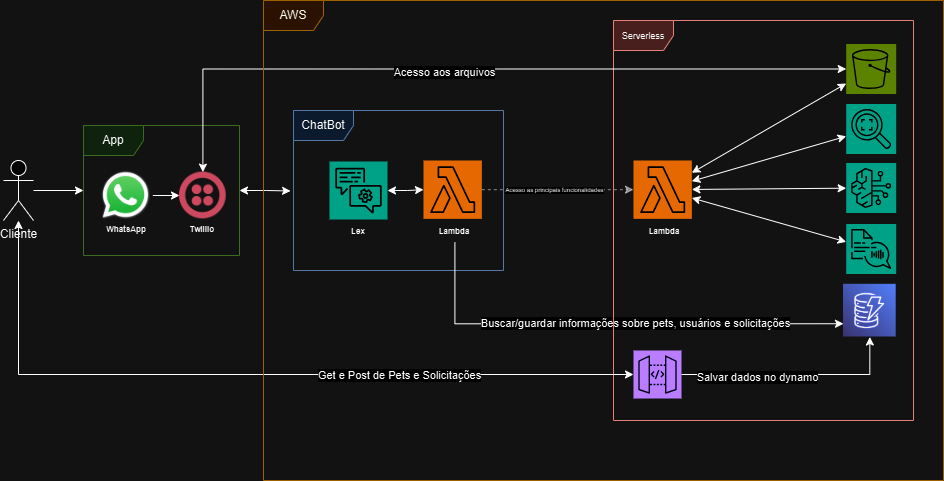 AWS
Serverless
Acesso aos arquivos
App
ChatBot
Acesso as principais funcionalidades
Cliente
WhatsApp
Twillio
Lex
Lambda
Lambda
Buscar/guardar informações sobre pets, usuários e solicitações
Get e Post de Pets e Solicitações
Salvar dados no dynamo